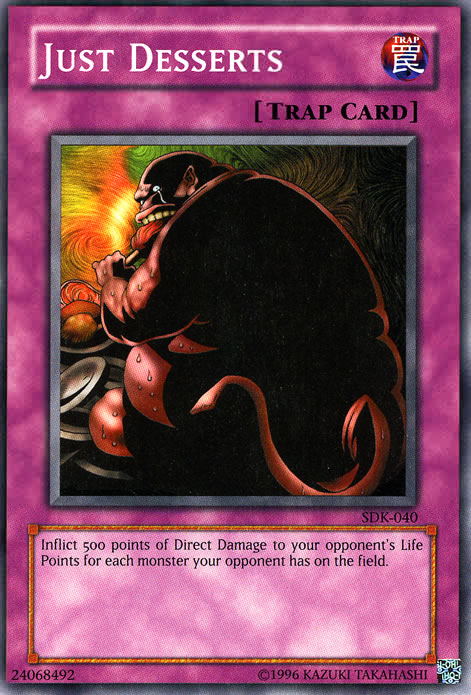 JUST DESSERTS
TRAP
罠
[TRAP CARD]
SDK-040
Inflict 500 points of Direct Damage to your opponent's Life
Points for each monster your opponent has on the field.
24068492
©1996 KAZUKI TAKAHASHI